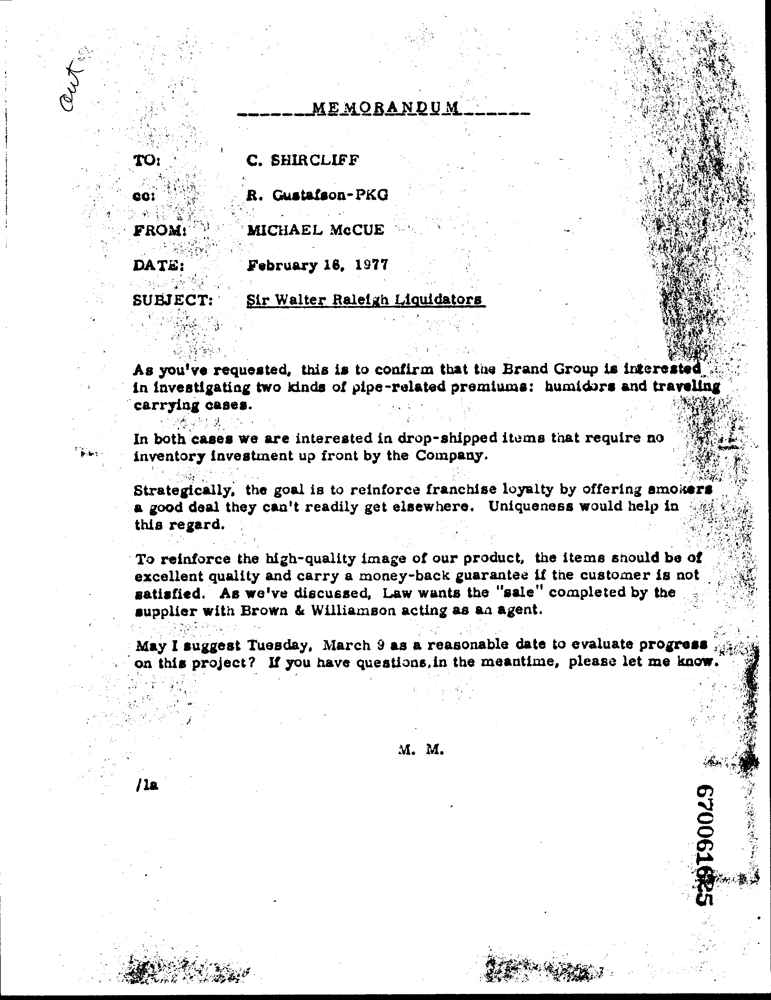 MEMORANDUM
TO: C. SHIRCLIFF
cc: R. Gustafson-PKG
FROM: MICHAEL McCUE
DATE: February 16, 1977
SUBJECT: Sir Walter Raleigh Liquidators
As you've requested, this is to confirm that the Brand Group is interested
in investigating two kinds of pipe-related premiums: humidors and traveling
carrying cases.
In both cases we are interested in drop-shipped items that require no
inventory investment up front by the Company.
Strategically, the goal is to reinforce franchise loyalty by offering smokers
a good deal they can't readily get elsewhere. Uniqueness would help in
this regard.
To reinforce the high-quality image of our product, the items should be of
excellent quality and carry a money-back guarantee if the customer is not
satisfied. As we've discussed, Law wants the "sale" completed by the
supplier with Brown & Williamson acting as an agent.
May I suggest Tuesday, March 9 as a reasonable date to evaluate progress
on this project? If you have questions, in the meantime, please let me know.
M. M.
/la
670061625